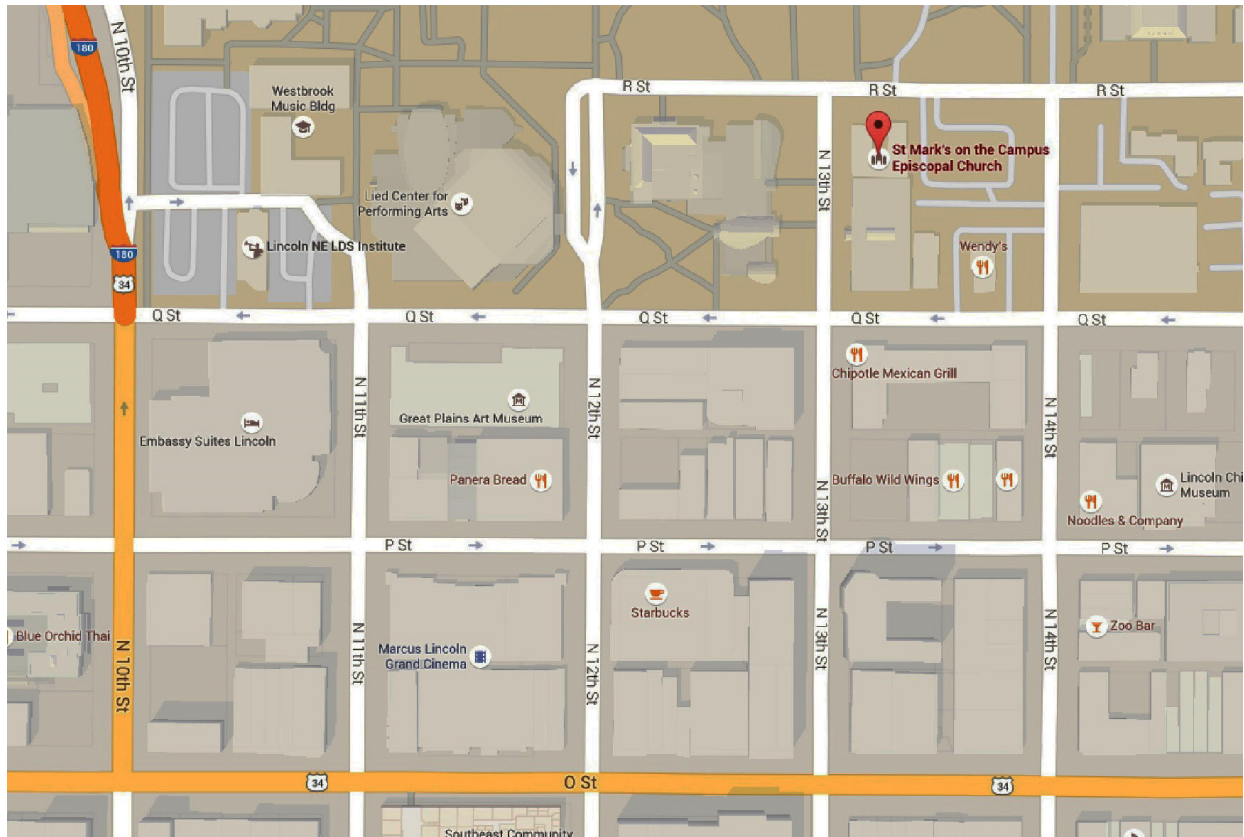 180
N 10th St
Westbrook
Music Bldg
R St
R St
R St
St Mark's on the Campus
Episcopal Church
N 13th St
Lied Center for
Performing Arts
Lincoln NE LDS Institute
Wendy's
180
34
Q St
Q St
Q St
Q St
Q St
Chipotle Mexican Grill
N 11th St
N 12th St
N 14th St
Great Plains Art Museum
Embassy Suites Lincoln
Panera Bread
Buffalo Wild Wings
N 13th St
Lincoln Chi
Museum
Noodles & Company
P St
P St
P St
P St
Starbucks
Zoo Bar
Blue Orchid Thai
N 10th St
N 11th St
Marcus Lincoln
Grand Cinema
N 12th St
N 13th St
N 14th St
34
O St
34
Southeast Community